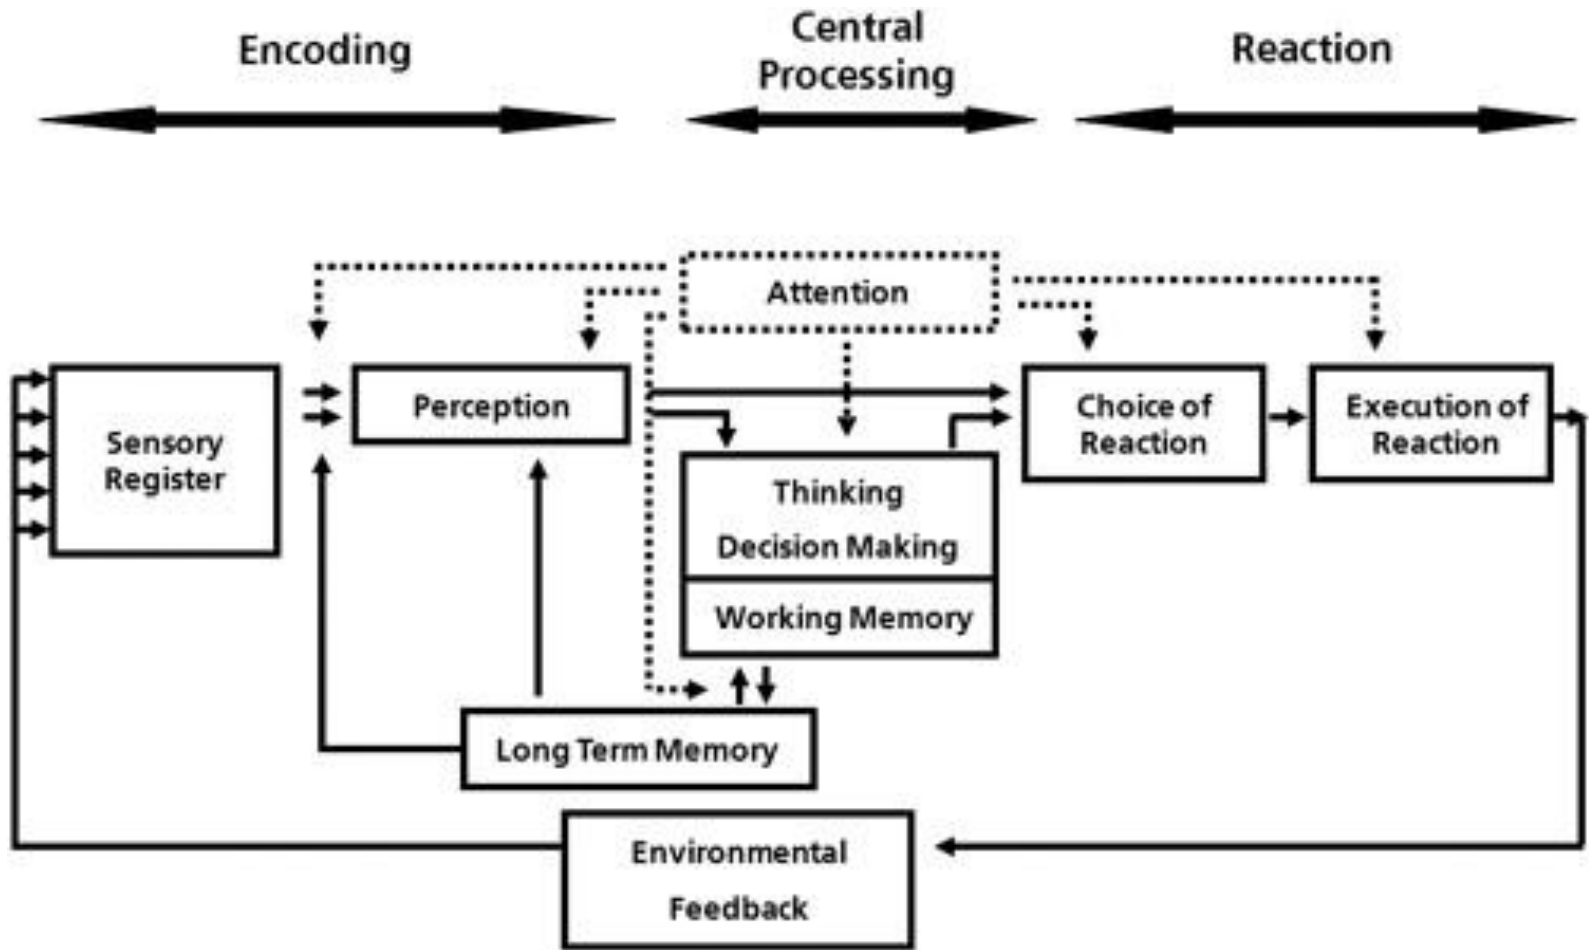 Encoding
Central
Processing
Reaction
Attention
Sensory
Register
Perception
Choice of
Reaction
Execution of
Reaction
Thinking
Decision Making
Working Memory
Long Term Memory
Environmental
Feedback